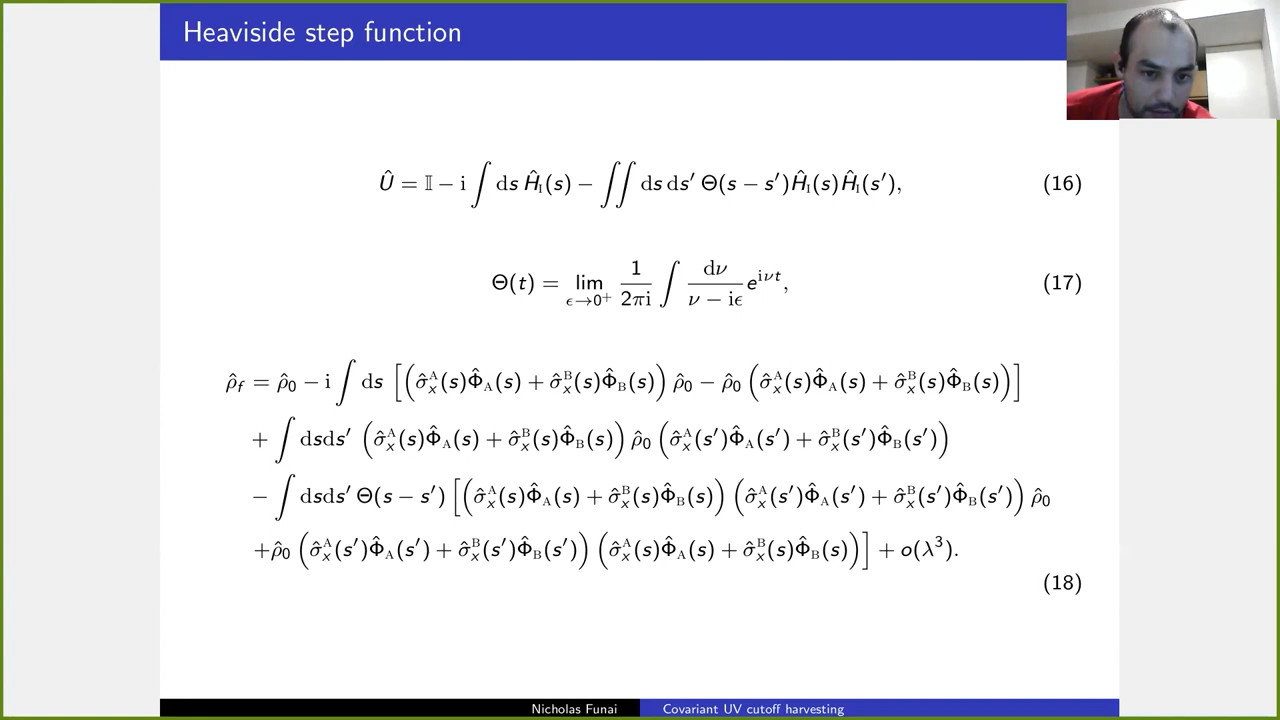 Heaviside step function
Û = 𝕀 − i ∫ ds Ĥ_I(s) − ∬ ds ds′ Θ(s − s′)Ĥ_I(s)Ĥ_I(s′), (16)
Θ(t) = lim_{ϵ→0⁺} \frac{1}{2πi} ∫ \frac{dν}{ν − iϵ} e^{iνt}, (17)
ρ̂_f = ρ̂_0 − i ∫ ds [(σ̂_x^A(s)Φ̂_A(s) + σ̂_x^B(s)Φ̂_B(s)) ρ̂_0 − ρ̂_0 (σ̂_x^A(s)Φ̂_A(s) + σ̂_x^B(s)Φ̂_B(s))]
+ ∫ dsds′ (σ̂_x^A(s)Φ̂_A(s) + σ̂_x^B(s)Φ̂_B(s)) ρ̂_0 (σ̂_x^A(s′)Φ̂_A(s′) + σ̂_x^B(s′)Φ̂_B(s′))
− ∫ dsds′ Θ(s − s′) [(σ̂_x^A(s)Φ̂_A(s) + σ̂_x^B(s)Φ̂_B(s)) (σ̂_x^A(s′)Φ̂_A(s′) + σ̂_x^B(s′)Φ̂_B(s′)) ρ̂_0
+ρ̂_0 (σ̂_x^A(s′)Φ̂_A(s′) + σ̂_x^B(s′)Φ̂_B(s′)) (σ̂_x^A(s)Φ̂_A(s) + σ̂_x^B(s)Φ̂_B(s))] + o(λ³).
(18)
Nicholas Funai
Covariant UV cutoff harvesting